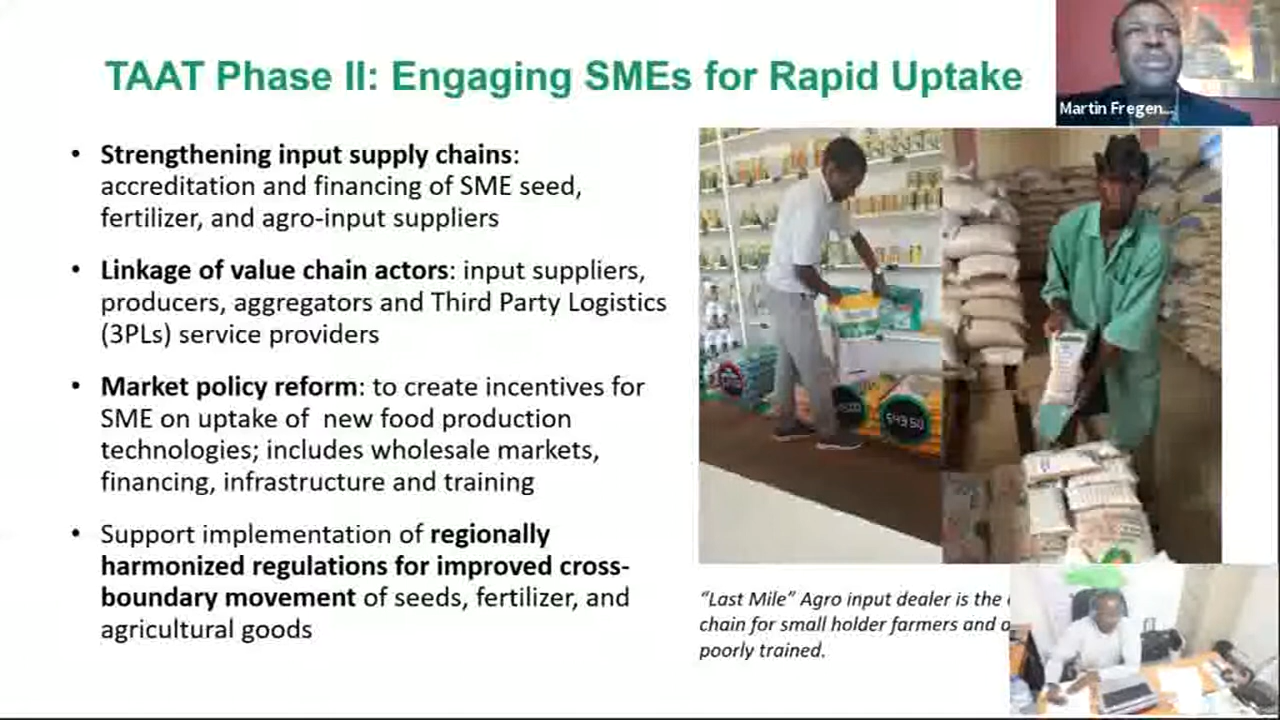 TAAT Phase II: Engaging SMEs for Rapid Uptake
Martin Fregen...
• Strengthening input supply chains:
accreditation and financing of SME seed,
fertilizer, and agro-input suppliers
• Linkage of value chain actors: input suppliers,
producers, aggregators and Third Party Logistics
(3PLs) service providers
• Market policy reform: to create incentives for
SME on uptake of new food production
technologies; includes wholesale markets,
financing, infrastructure and training
• Support implementation of regionally
harmonized regulations for improved cross-
boundary movement of seeds, fertilizer, and
agricultural goods
“Last Mile” Agro input dealer is the
chain for small holder farmers and
poorly trained.